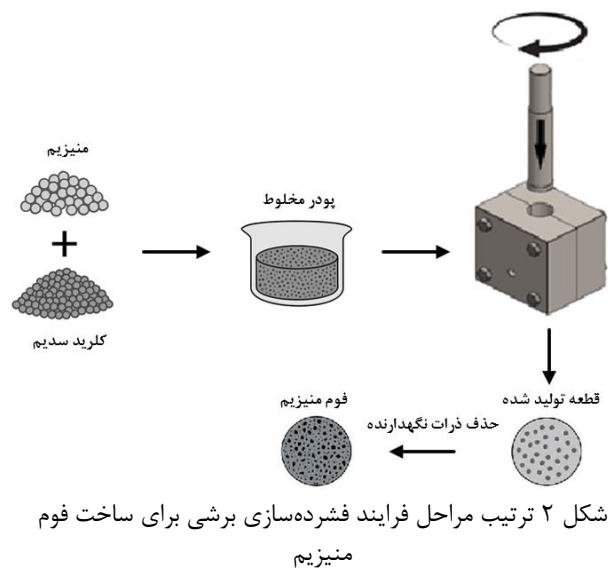 منیزیم
+
کلرید سدیم
پودر مخلوط
قطعه تولید شده
حذف ذرات نگهدارنده
فوم منیزیم
شکل ۲ ترتیب مراحل فرایند فشرده‌سازی برشی برای ساخت فوم
منیزیم